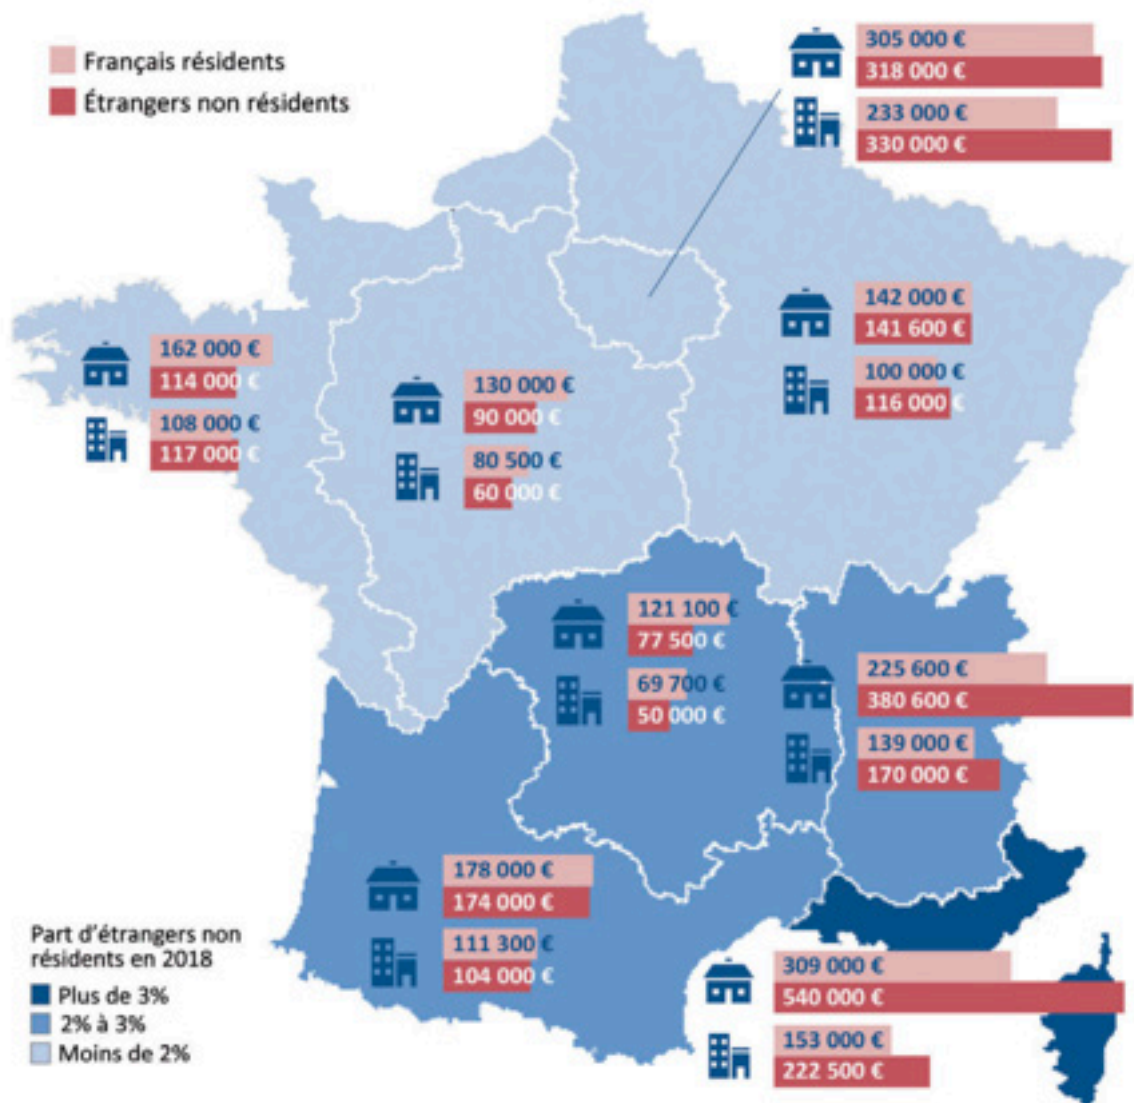 Français résidents
Étrangers non résidents
305 000 €
318 000 €
233 000 €
330 000 €
142 000 €
141 600 €
100 000 €
116 000 €
162 000 €
114 000 €
108 000 €
117 000 €
130 000 €
90 000 €
80 500 €
60 000 €
121 100 €
77 500 €
69 700 €
50 000 €
225 600 €
380 600 €
139 000 €
170 000 €
178 000 €
174 000 €
111 300 €
104 000 €
Part d'étrangers non
résidents en 2018
Plus de 3%
2% à 3%
Moins de 2%
309 000 €
540 000 €
153 000 €
222 500 €